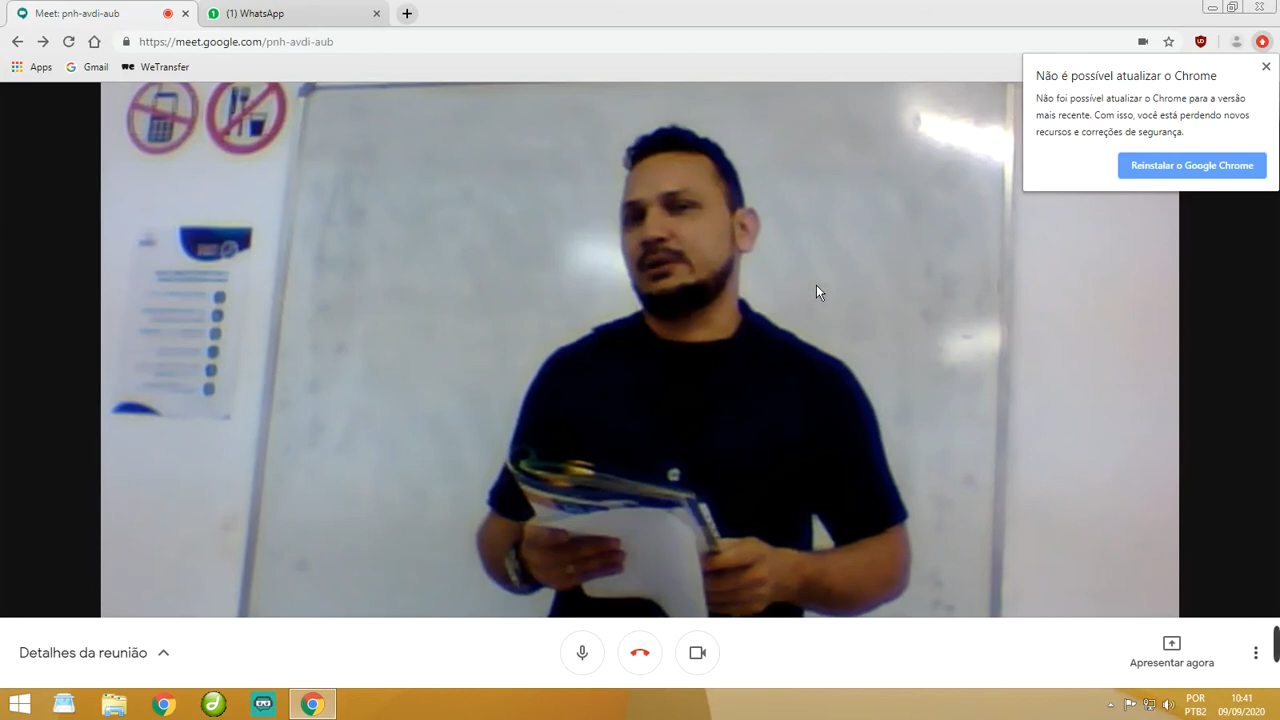 Meet: pnh-avdi-aub
(1) WhatsApp
https://meet.google.com/pnh-avdi-aub
Apps
Gmail
WeTransfer
Não é possível atualizar o Chrome
Não foi possível atualizar o Chrome para a versão
mais recente. Com isso, você está perdendo novos
recursos e correções de segurança.
Reinstalar o Google Chrome
Detalhes da reunião
Apresentar agora
POR
PTB2
10:41
09/09/2020